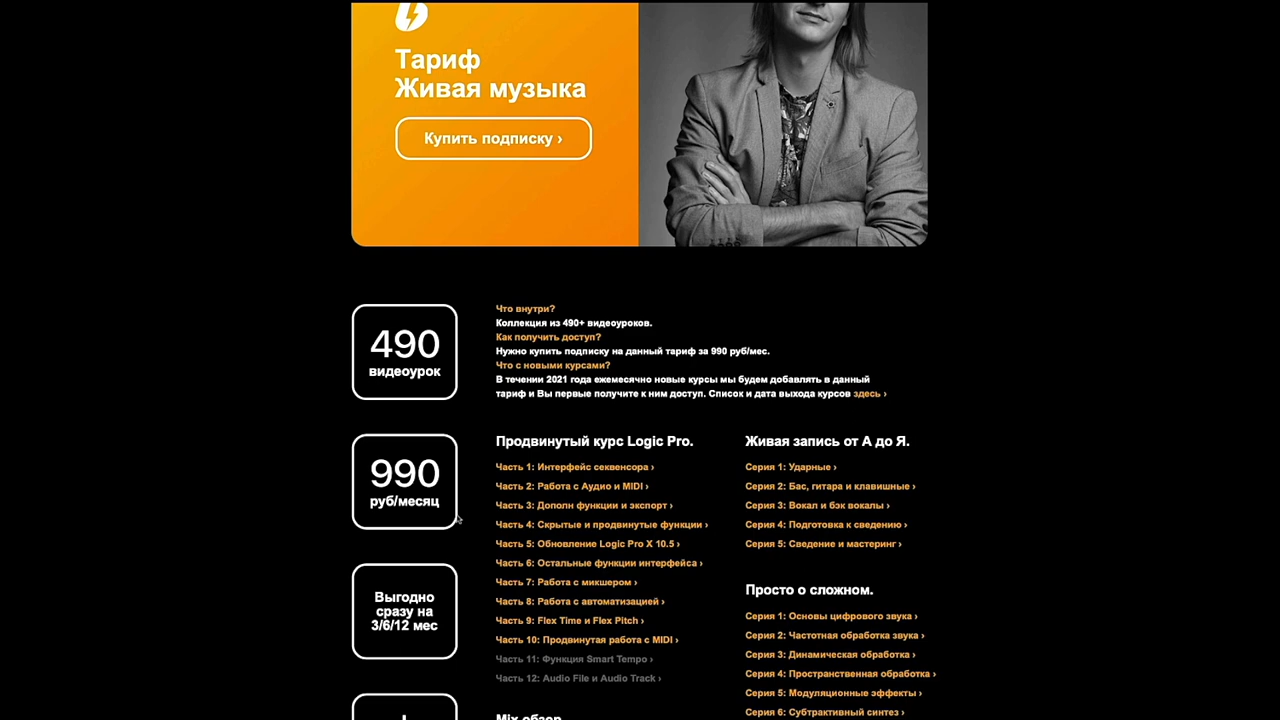 Тариф
Живая музыка
Купить подписку ›
490
видеоурок
Что внутри?
Коллекция из 490+ видеоуроков.
Как получить доступ?
Нужно купить подписку на данный тариф за 990 руб/мес.
Что с новыми курсами?
В течении 2021 года ежемесячно новые курсы мы будем добавлять в данный
тариф и Вы первые получите к ним доступ. Список и дата выхода курсов здесь ›
990
руб/месяц
Выгодно
сразу на
3/6/12 мес
Продвинутый курс Logic Pro.
Часть 1: Интерфейс секвенсора ›
Часть 2: Работа с Аудио и MIDI ›
Часть 3: Дополн функции и экспорт ›
Часть 4: Скрытые и продвинутые функции ›
Часть 5: Обновление Logic Pro X 10.5 ›
Часть 6: Остальные функции интерфейса ›
Часть 7: Работа с микшером ›
Часть 8: Работа с автоматизацией ›
Часть 9: Flex Time и Flex Pitch ›
Часть 10: Продвинутая работа с MIDI ›
Часть 11: Функция Smart Tempo ›
Часть 12: Audio File и Audio Track ›
Mix обзор
Живая запись от А до Я.
Серия 1: Ударные ›
Серия 2: Бас, гитара и клавишные ›
Серия 3: Вокал и бэк вокалы ›
Серия 4: Подготовка к сведению ›
Серия 5: Сведение и мастеринг ›
Просто о сложном.
Серия 1: Основы цифрового звука ›
Серия 2: Частотная обработка звука ›
Серия 3: Динамическая обработка ›
Серия 4: Пространственная обработка ›
Серия 5: Модуляционные эффекты ›
Серия 6: Субтрактивный синтез ›